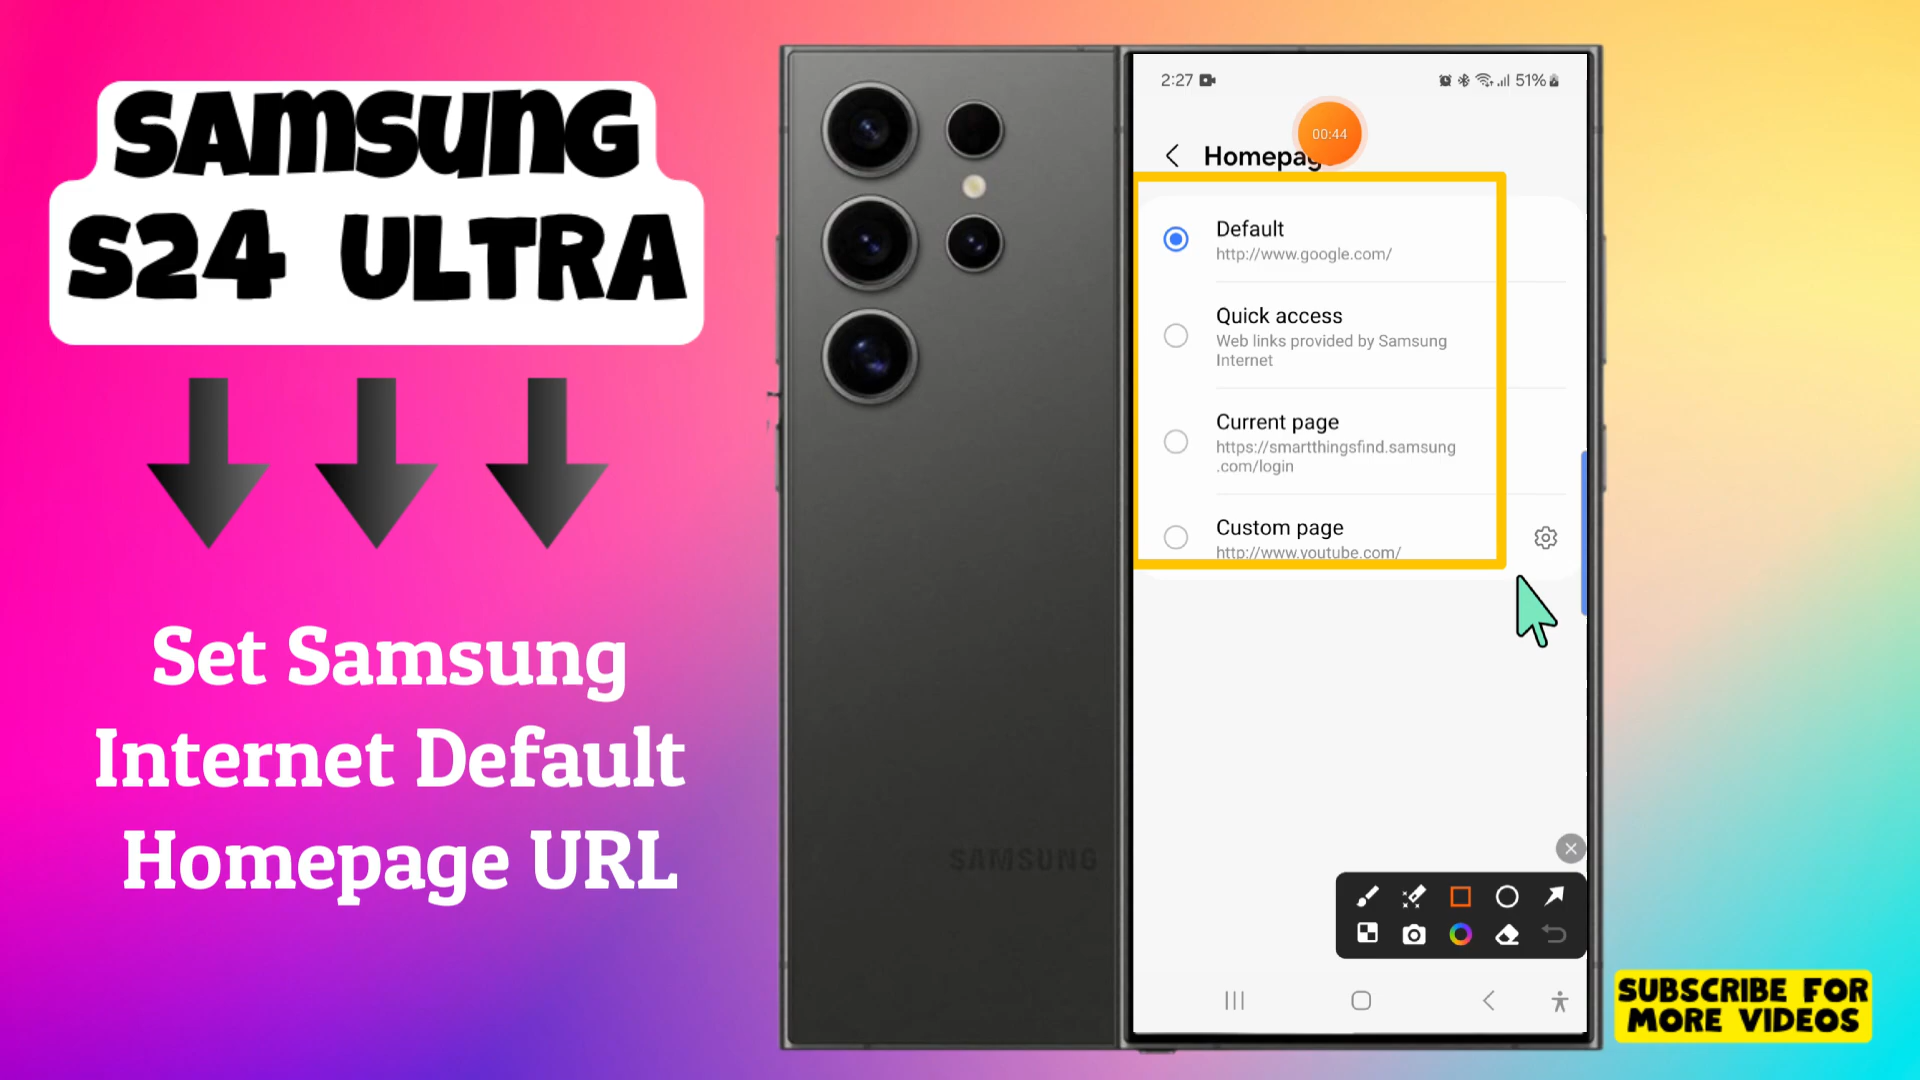 SAMSUNG
S24 ULTRA
Set Samsung
Internet Default
Homepage URL
SAMSUNG
2:27
51%
00:44
Homepag
Default
http://www.google.com/
Quick access
Web links provided by Samsung
Internet
Current page
https://smartthingsfind.samsung
.com/login
Custom page
http://www.youtube.com/
SUBSCRIBE FOR
MORE VIDEOS